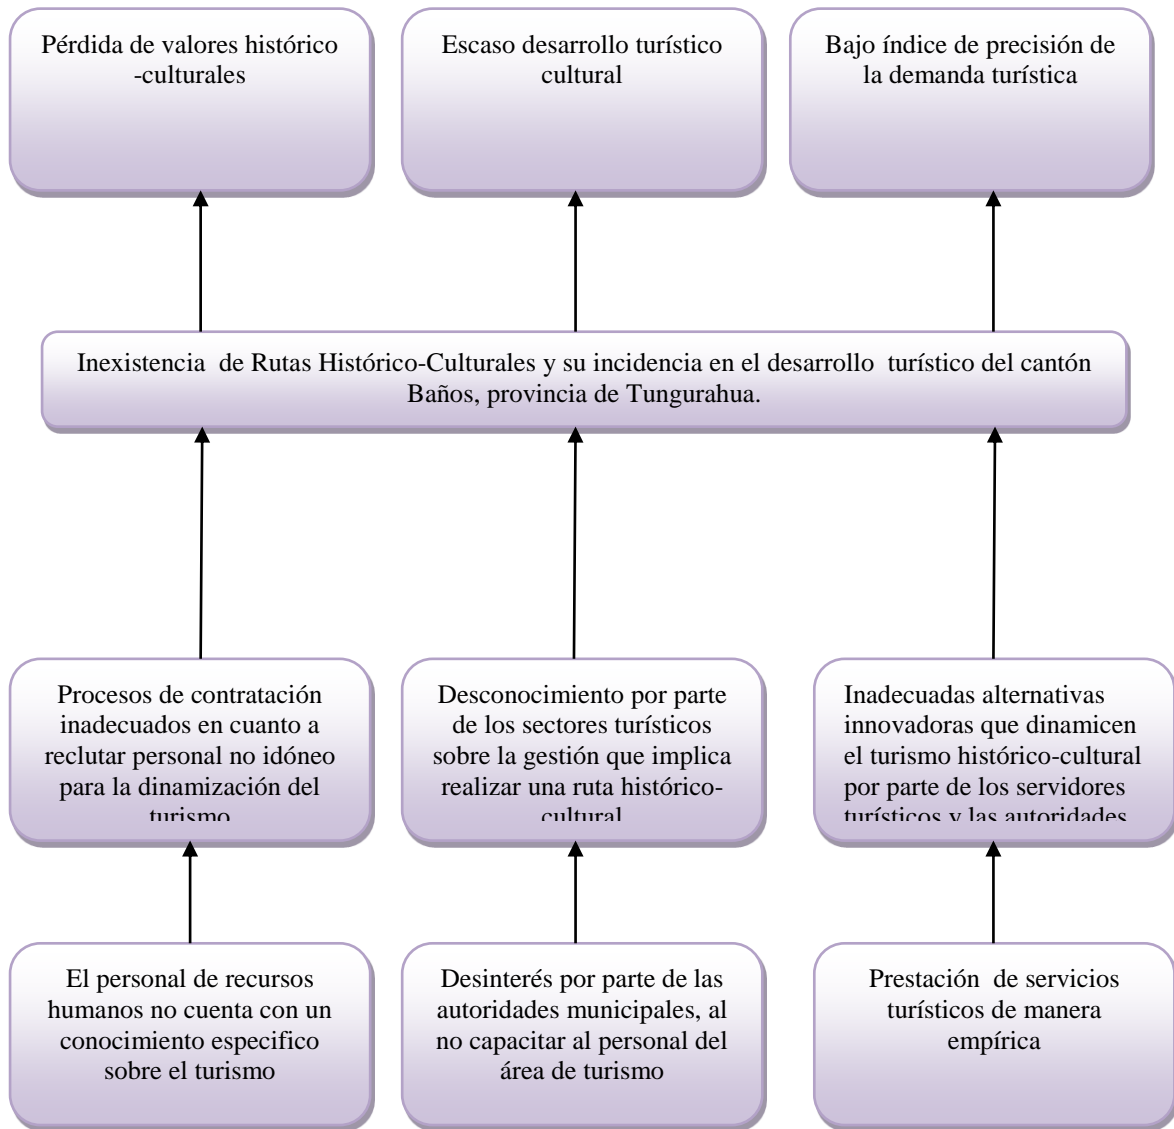 Pérdida de valores histórico
-culturales
Escaso desarrollo turístico
cultural
Bajo índice de precisión de
la demanda turística
Inexistencia  de Rutas Histórico-Culturales y su incidencia en el desarrollo  turístico del cantón
Baños, provincia de Tungurahua.
Procesos de contratación
inadecuados en cuanto a
reclutar personal no idóneo
para la dinamización del
turismo
Desconocimiento por parte
de los sectores turísticos
sobre la gestión que implica
realizar una ruta histórico-
cultural
Inadecuadas alternativas
innovadoras que dinamicen
el turismo histórico-cultural
por parte de los servidores
turísticos y las autoridades
El personal de recursos
humanos no cuenta con un
conocimiento especifico
sobre el turismo
Desinterés por parte de las
autoridades municipales, al
no capacitar al personal del
área de turismo
Prestación  de servicios
turísticos de manera
empírica